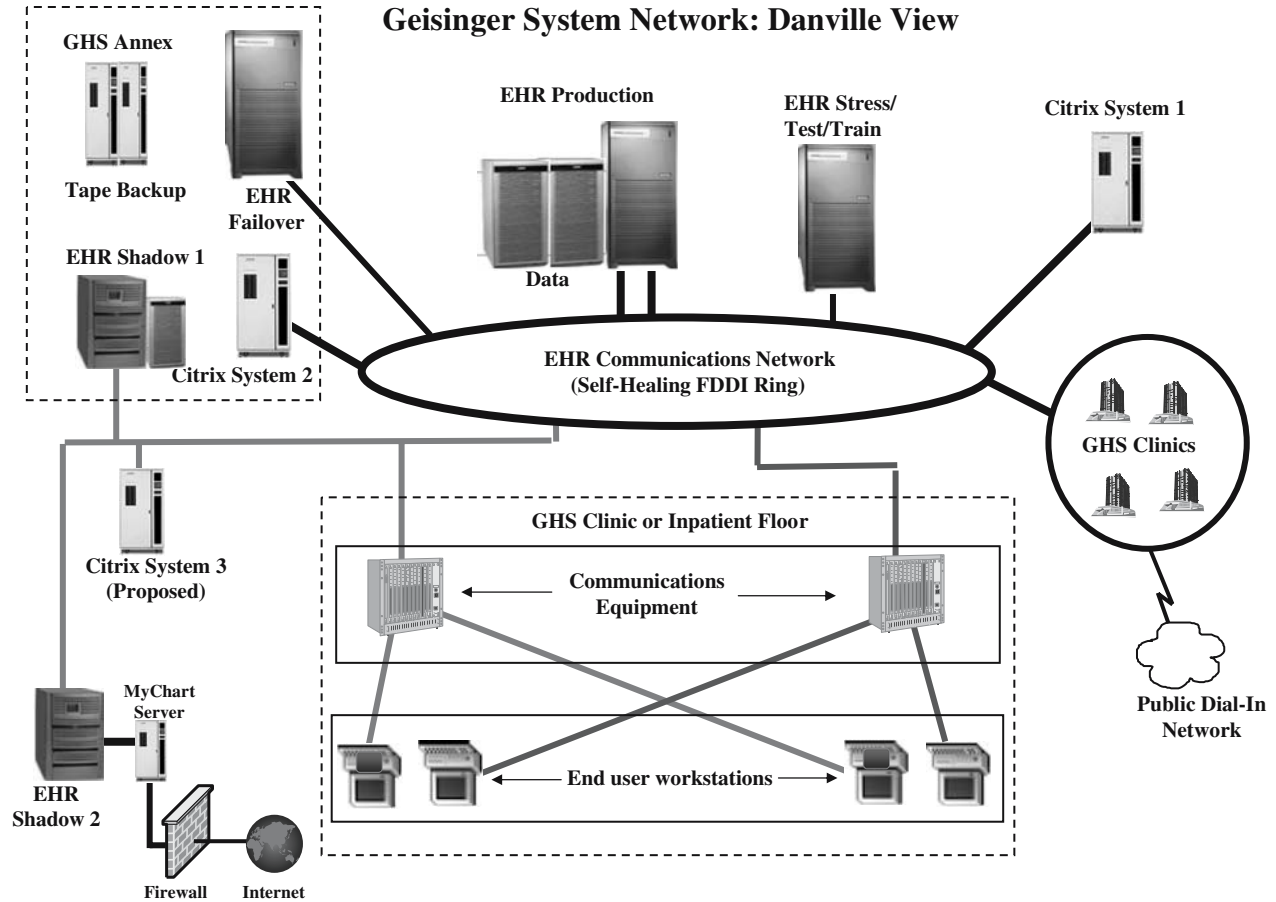 Geisinger System Network: Danville View
GHS Annex
Tape Backup
EHR
Failover
EHR Shadow 1
Citrix System 2
EHR Production
Data
EHR Stress/
Test/Train
Citrix System 1
EHR Communications Network
(Self-Healing FDDI Ring)
GHS Clinics
Public Dial-In
Network
Citrix System 3
(Proposed)
GHS Clinic or Inpatient Floor
Communications
Equipment
End user workstations
EHR
Shadow 2
MyChart
Server
Firewall
Internet